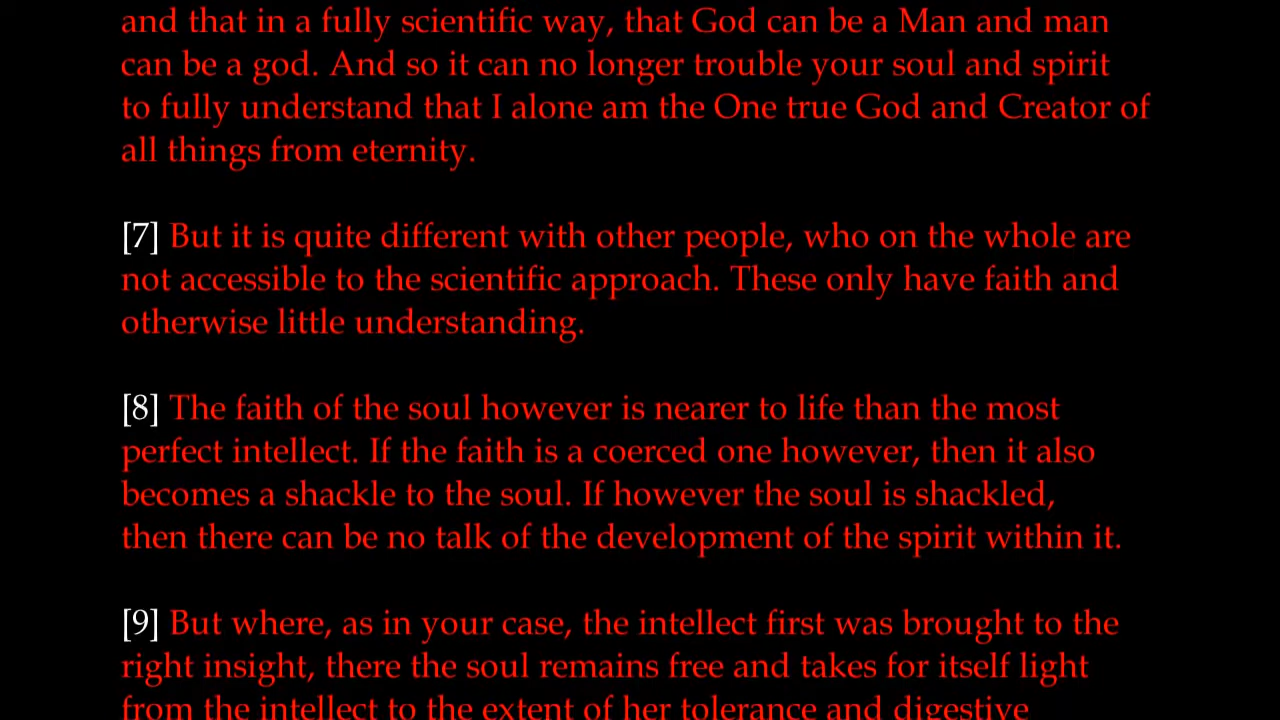 and that in a fully scientific way, that God can be a Man and man
can be a god. And so it can no longer trouble your soul and spirit
to fully understand that I alone am the One true God and Creator of
all things from eternity.
[7] But it is quite different with other people, who on the whole are
not accessible to the scientific approach. These only have faith and
otherwise little understanding.
[8] The faith of the soul however is nearer to life than the most
perfect intellect. If the faith is a coerced one however, then it also
becomes a shackle to the soul. If however the soul is shackled,
then there can be no talk of the development of the spirit within it.
[9] But where, as in your case, the intellect first was brought to the
right insight, there the soul remains free and takes for itself light
from the intellect to the extent of her tolerance and digestive